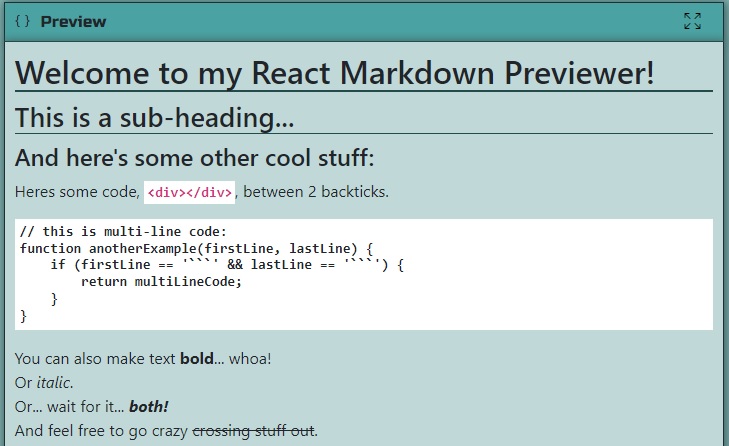 { } Preview
Welcome to my React Markdown Previewer!
This is a sub-heading...
And here's some other cool stuff:
Heres some code, <div></div>, between 2 backticks.
// this is multi-line code:
function anotherExample(firstLine, lastLine) {
    if (firstLine == '```' && lastLine == '```') {
        return multiLineCode;
    }
}
You can also make text bold... whoa!
Or italic.
Or... wait for it... both!
And feel free to go crazy crossing stuff out.